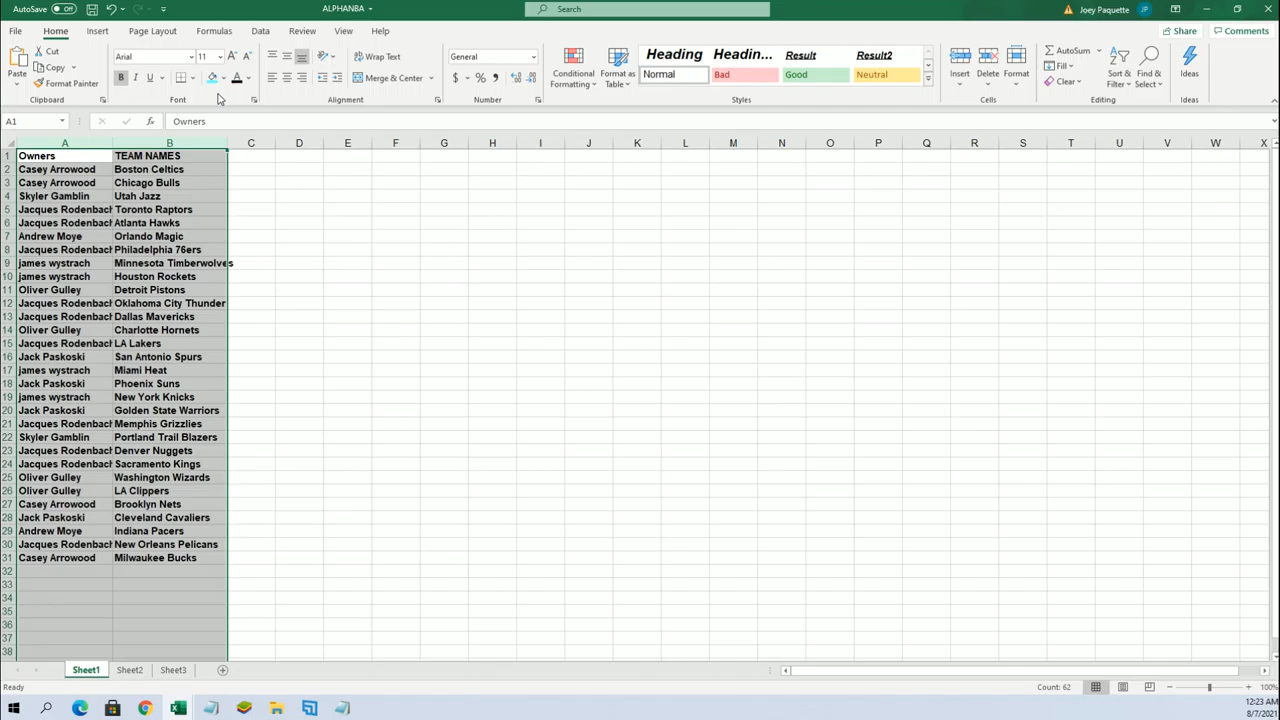 AutoSave Off ALPHANBA Search Joey Paquette JP
File Home Insert Page Layout Formulas Data Review View Help Share Comments
Paste Cut Copy Format Painter Clipboard
Arial 11 B I U Font
Wrap Text Merge & Center Alignment
General $ % Number
Conditional Formatting Format as Table
Heading Headin... Result Result2
Normal Bad Good Neutral
Styles
Insert Delete Format Cells
AutoSum Fill Clear Sort & Filter Find & Select Editing
Ideas Ideas
A1 fx Owners
A B C D E F G H I J K L M N O P Q R S T U V W X
1 Owners TEAM NAMES
2 Casey Arrowood Boston Celtics
3 Casey Arrowood Chicago Bulls
4 Skyler Gamblin Utah Jazz
5 Jacques Rodenbach Toronto Raptors
6 Jacques Rodenbach Atlanta Hawks
7 Andrew Moye Orlando Magic
8 Jacques Rodenbach Philadelphia 76ers
9 james wystrach Minnesota Timberwolves
10 james wystrach Houston Rockets
11 Oliver Gulley Detroit Pistons
12 Jacques Rodenbach Oklahoma City Thunder
13 Jacques Rodenbach Dallas Mavericks
14 Oliver Gulley Charlotte Hornets
15 Jacques Rodenbach LA Lakers
16 Jack Paskoski San Antonio Spurs
17 james wystrach Miami Heat
18 Jack Paskoski Phoenix Suns
19 james wystrach New York Knicks
20 Jack Paskoski Golden State Warriors
21 Jacques Rodenbach Memphis Grizzlies
22 Skyler Gamblin Portland Trail Blazers
23 Jacques Rodenbach Denver Nuggets
24 Jacques Rodenbach Sacramento Kings
25 Oliver Gulley Washington Wizards
26 Oliver Gulley LA Clippers
27 Casey Arrowood Brooklyn Nets
28 Jack Paskoski Cleveland Cavaliers
29 Andrew Moye Indiana Pacers
30 Jacques Rodenbach New Orleans Pelicans
31 Casey Arrowood Milwaukee Bucks
32
33
34
35
36
37
38
Sheet1 Sheet2 Sheet3
Ready Count: 62 100%
12:23 AM
8/7/2021